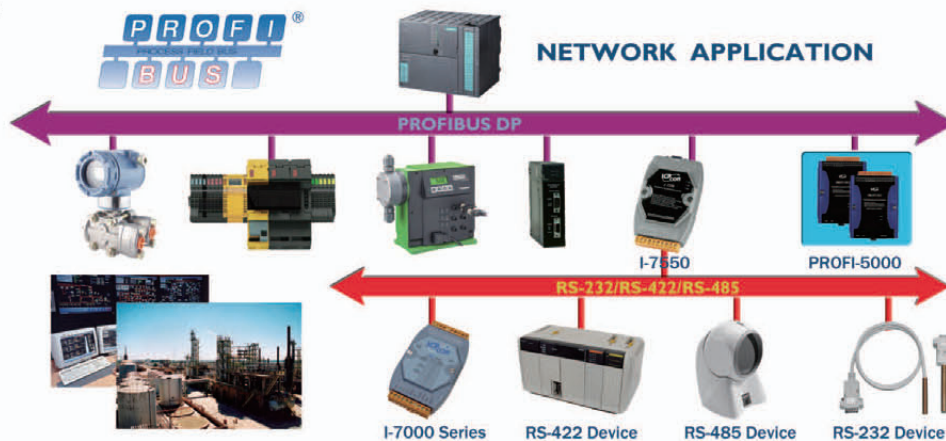 PROFI®
PROCESS FIELD BUS
BUS
NETWORK APPLICATION
PROFIBUS DP
I-7550
PROFI-5000
RS-232/RS-422/RS-485
I-7000 Series
RS-422 Device
RS-485 Device
RS-232 Device